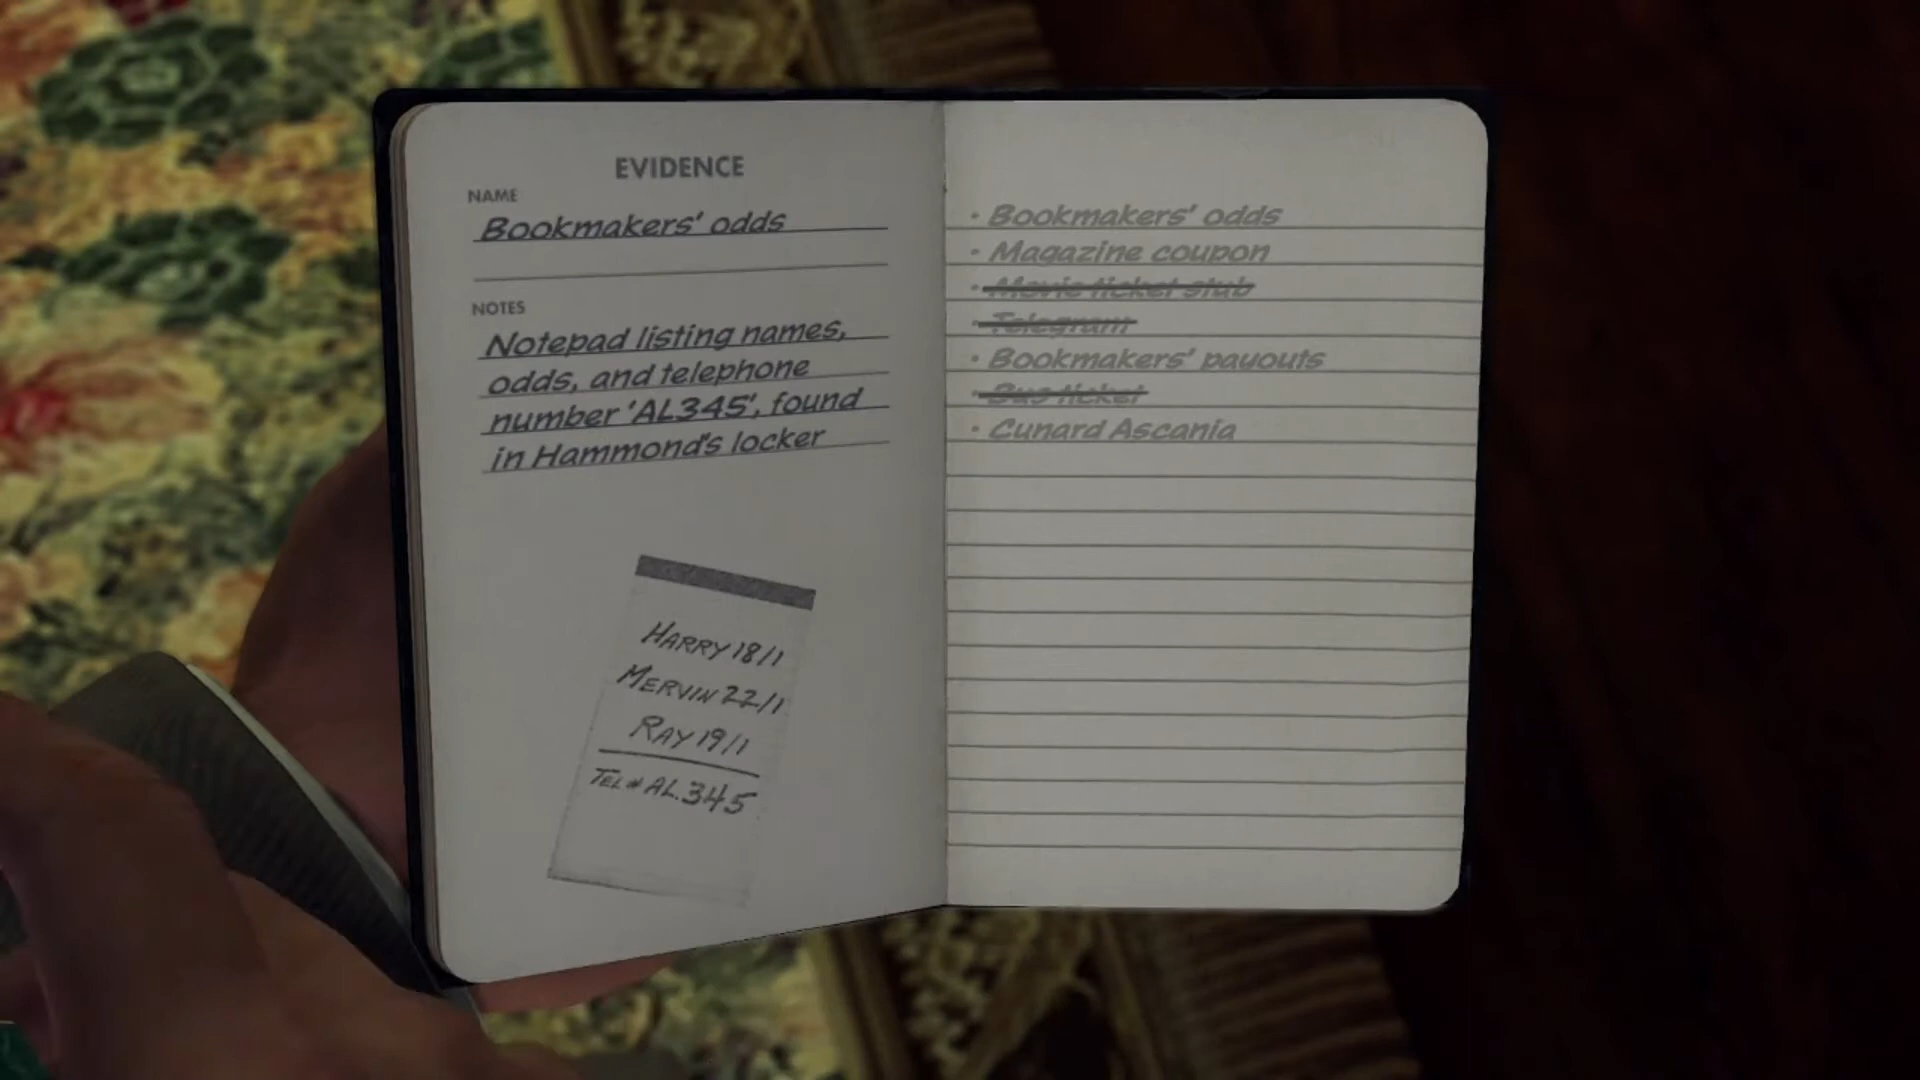 EVIDENCE
NAME
Bookmakers' odds
NOTES
Notepad listing names,
odds, and telephone
number 'AL345', found
in Hammond's locker
HARRY 18/1
MERVIN 22/1
RAY 19/1
TEL # AL.345
• Bookmakers' odds
• Magazine coupon
• Movie ticket stub
• Telegram
• Bookmakers' payouts
• Bus ticket
• Cunard Ascania